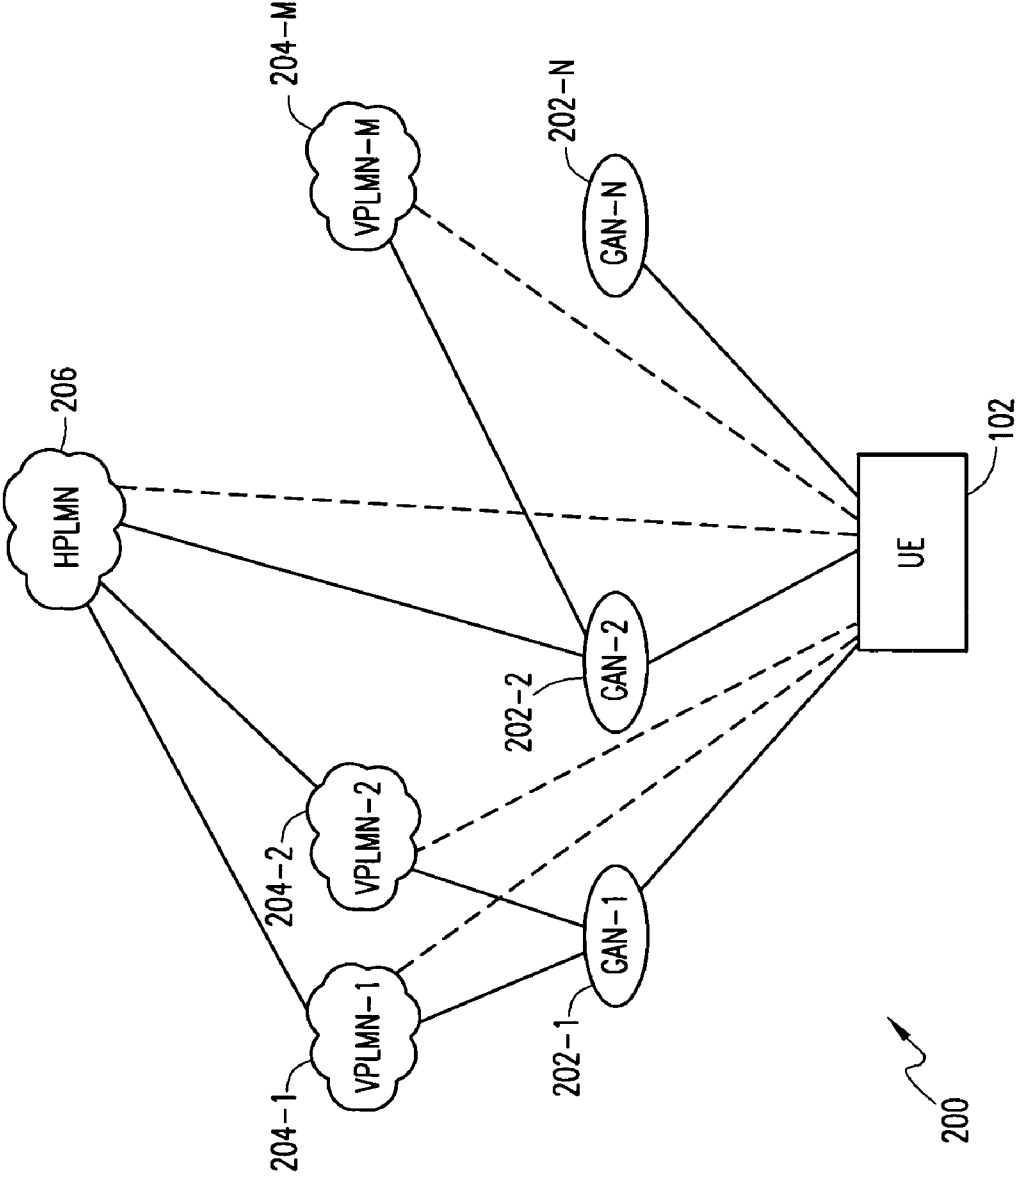 206
HPLMN
204-1
VPLMN-1
204-2
VPLMN-2
204-M
VPLMN-M
202-1
GAN-1
202-2
GAN-2
202-N
GAN-N
UE
102
200